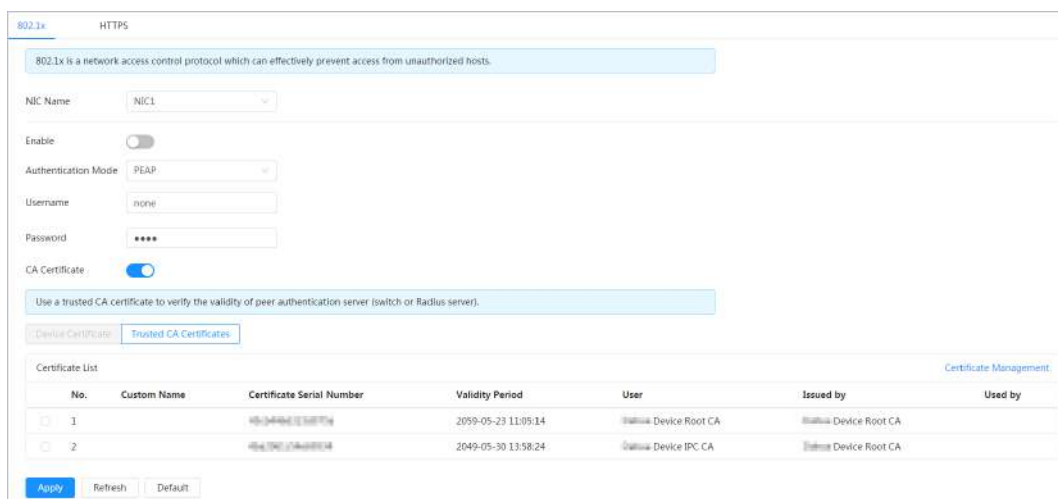 802.1x HTTPS
802.1x is a network access control protocol which can effectively prevent access from unauthorized hosts.
NIC Name NIC1
Enable
Authentication Mode PEAP
Username none
Password ●●●●
CA Certificate
Use a trusted CA certificate to verify the validity of peer authentication server (switch or Radius server).
Device Certificate Trusted CA Certificates
Certificate List Certificate Management
No. Custom Name Certificate Serial Number Validity Period User Issued by Used by
1 2059-05-23 11:05:14 Device Root CA Device Root CA
2 2049-05-30 13:58:24 Device IPC CA Device Root CA
Apply Refresh Default